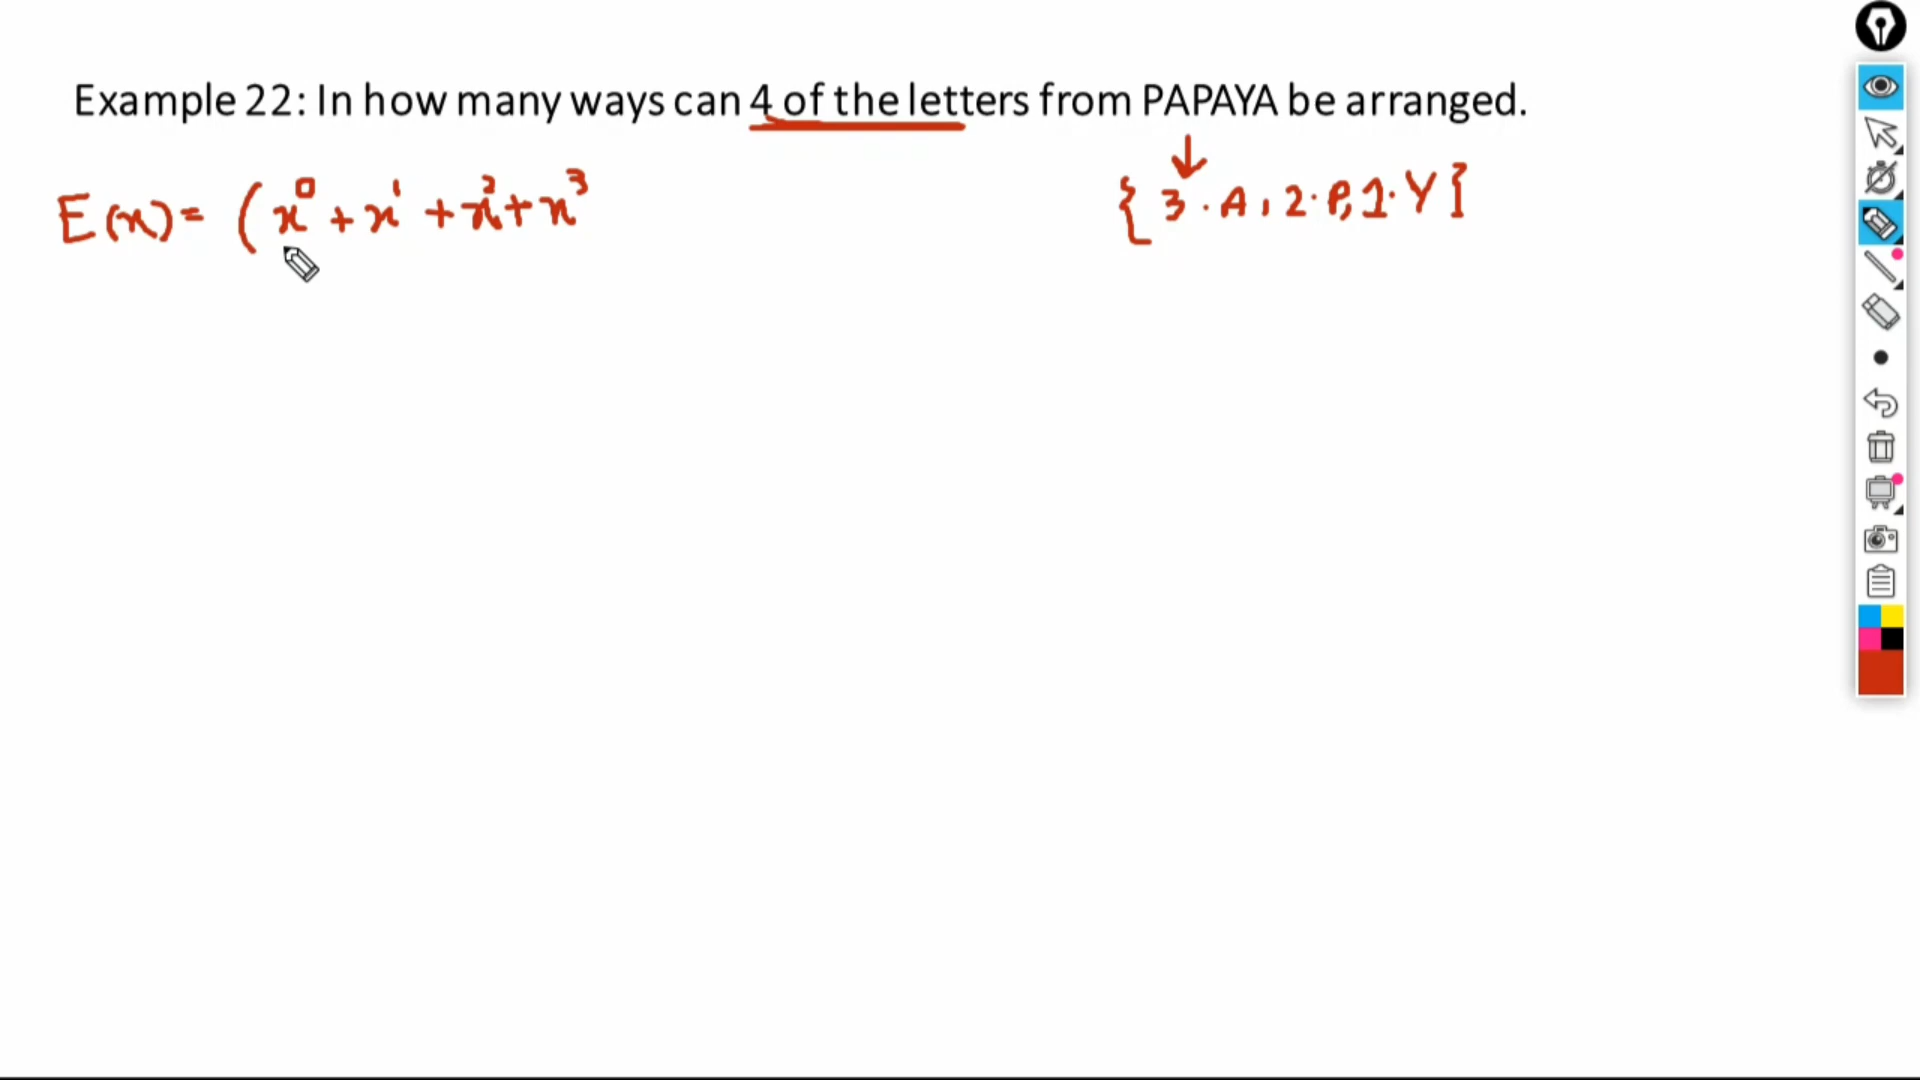 Example 22: In how many ways can 4 of the letters from PAPAYA be arranged.
E(x) = (x⁰ + x¹ + x² + x³
{3·A, 2·P, 1·Y}